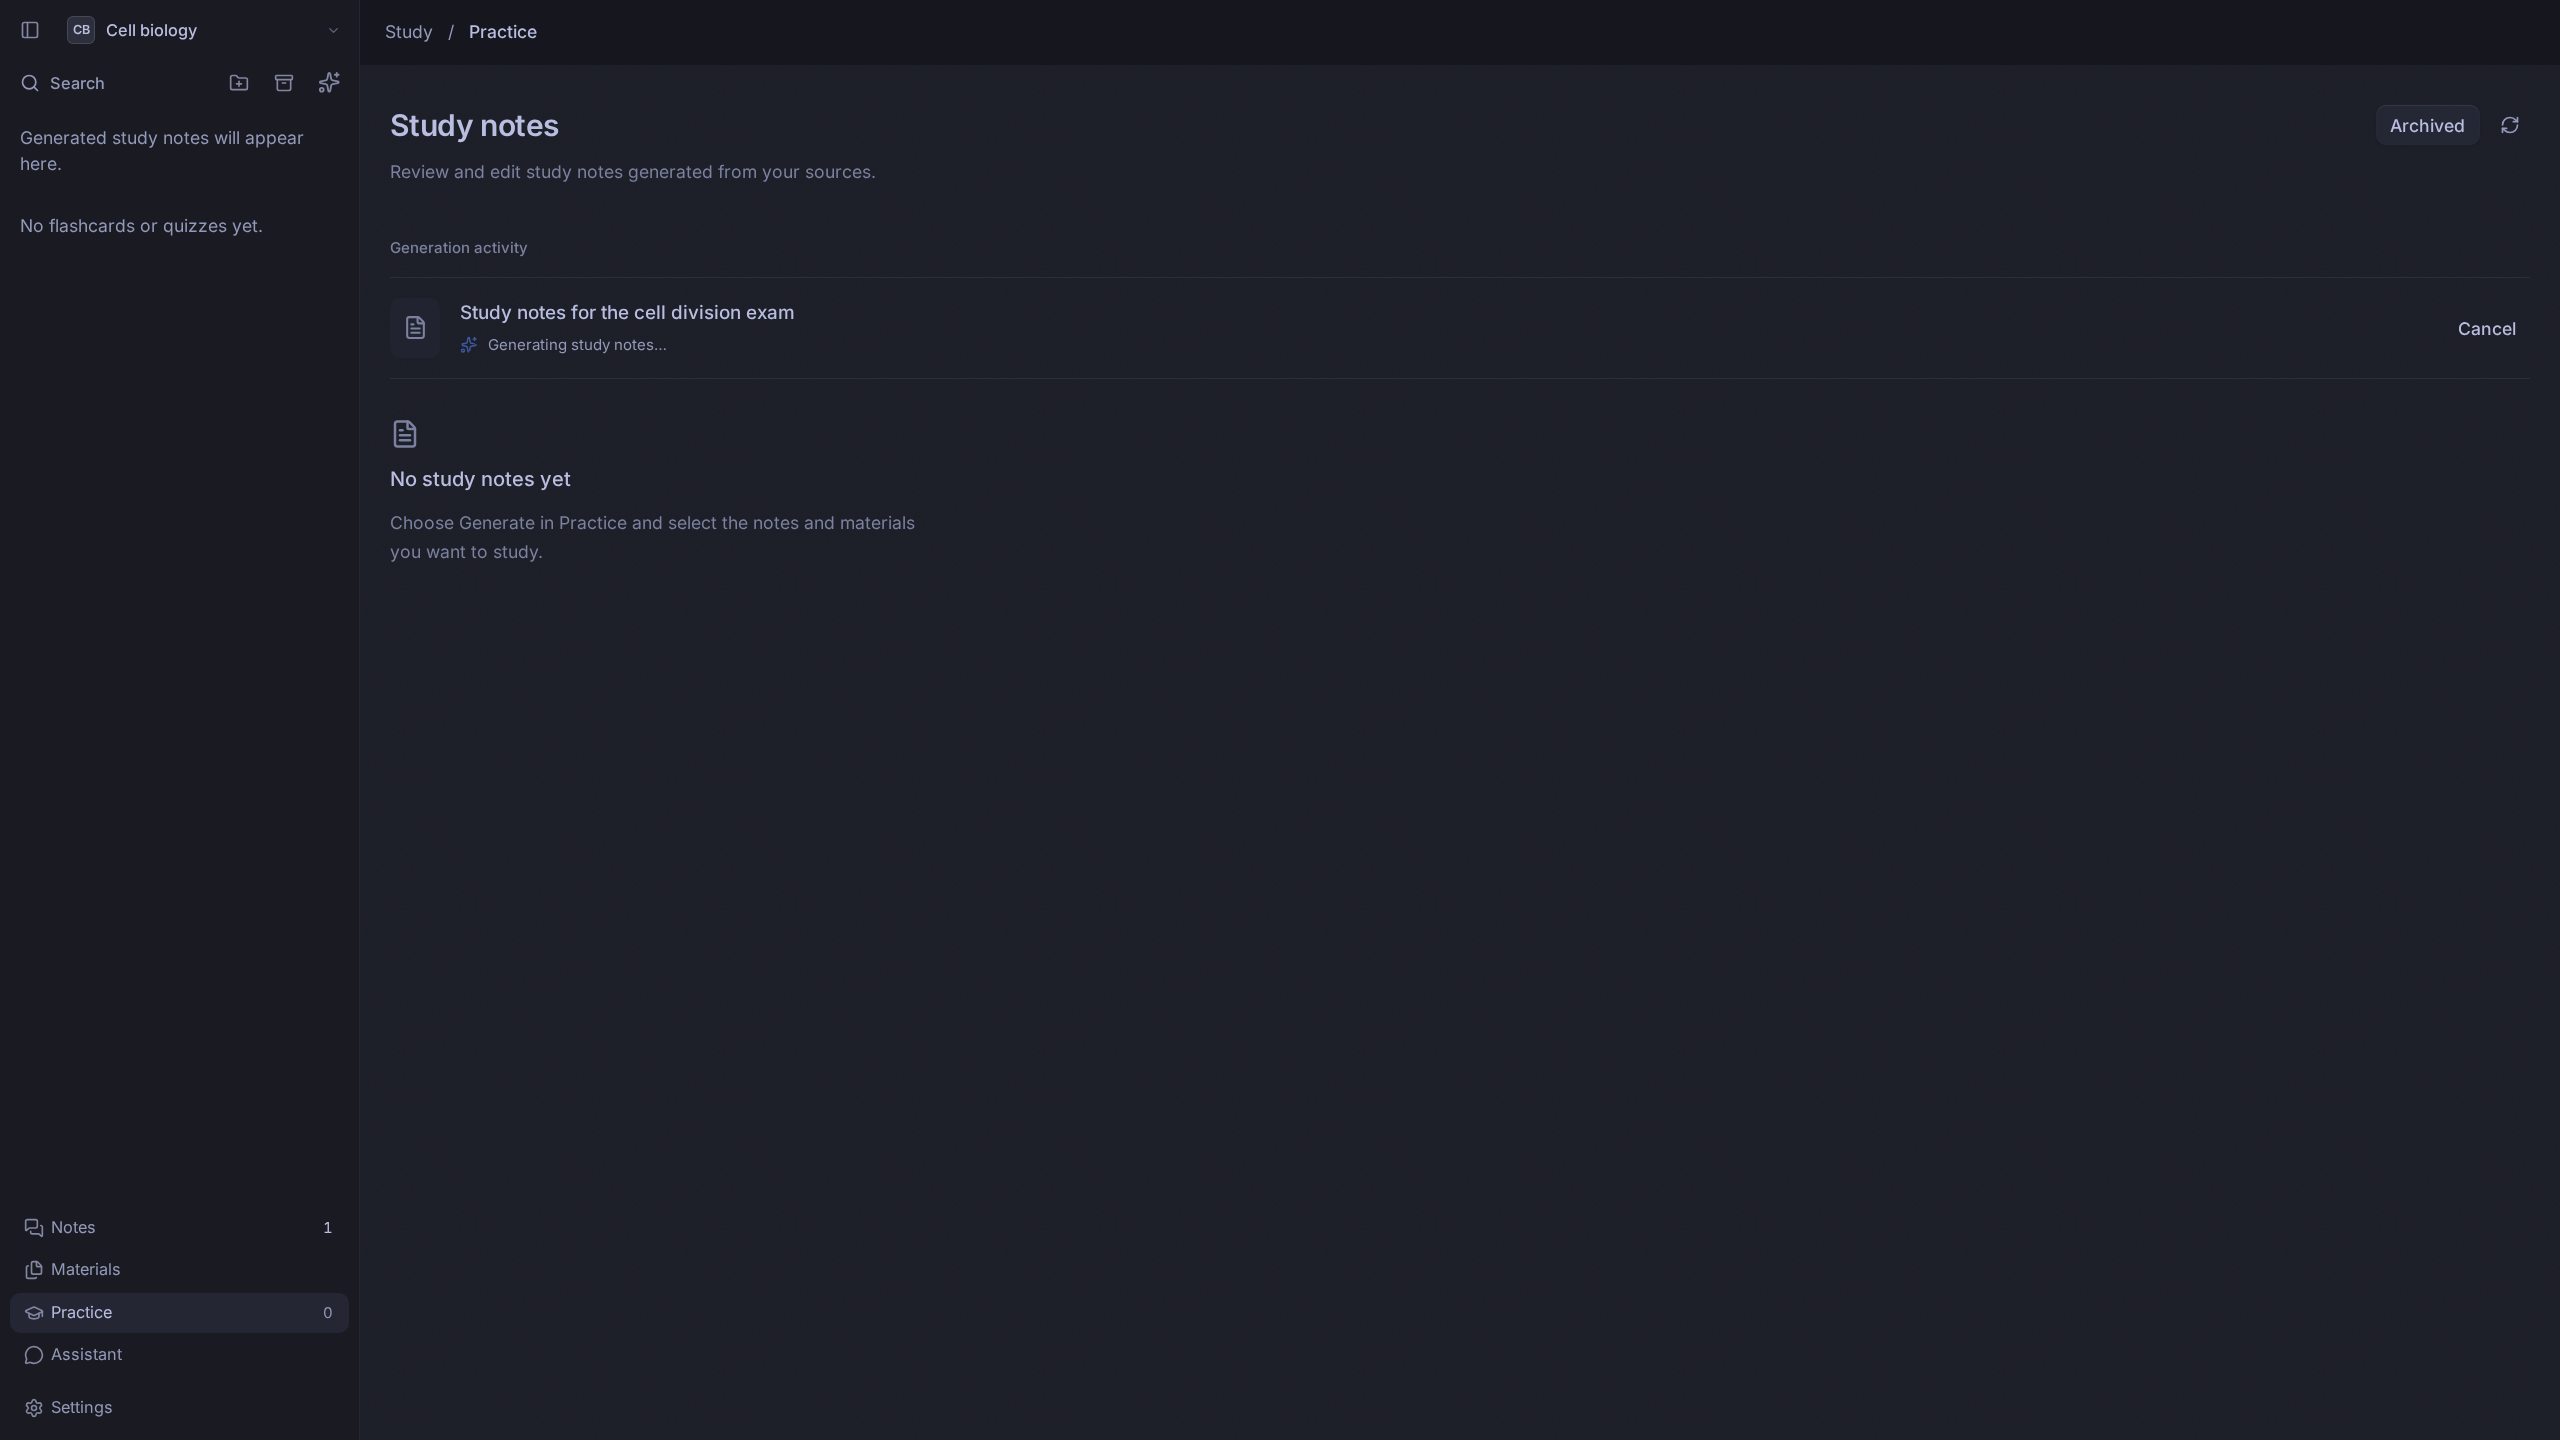 CB Cell biology
Search
Generated study notes will appear
here.
No flashcards or quizzes yet.
Notes 1
Materials
Practice 0
Assistant
Settings
Study / Practice
Study notes
Archived
Review and edit study notes generated from your sources.
Generation activity
Study notes for the cell division exam
Generating study notes...
Cancel
No study notes yet
Choose Generate in Practice and select the notes and materials
you want to study.